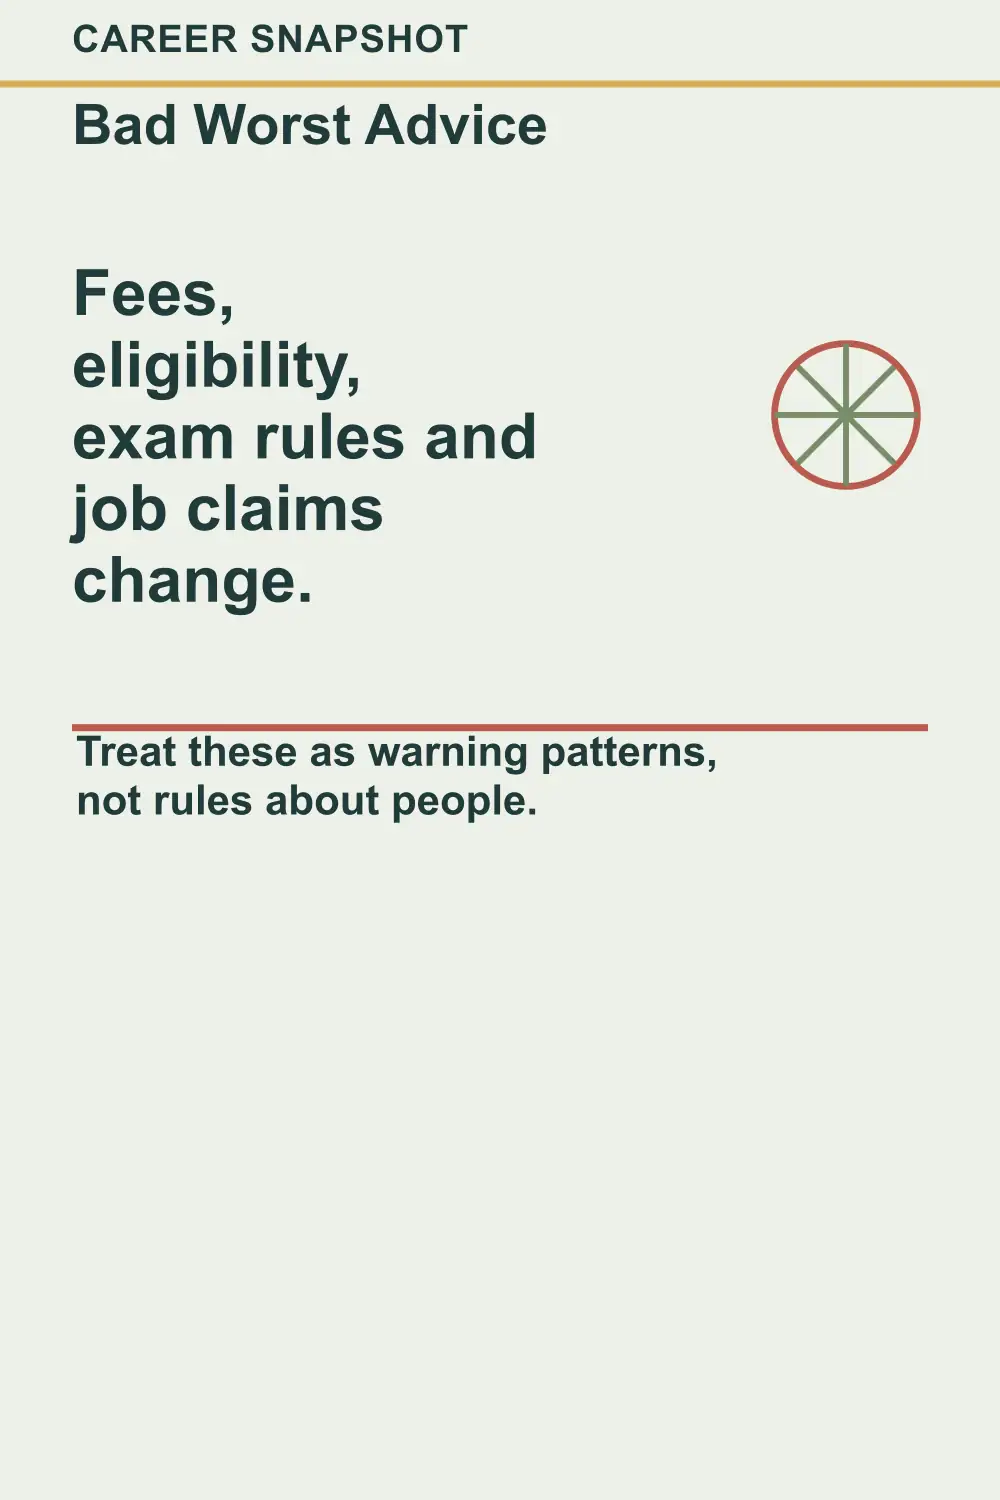 CAREER SNAPSHOT
Bad Worst Advice
Fees,
eligibility,
exam rules and
job claims
change.
Treat these as warning patterns,
not rules about people.